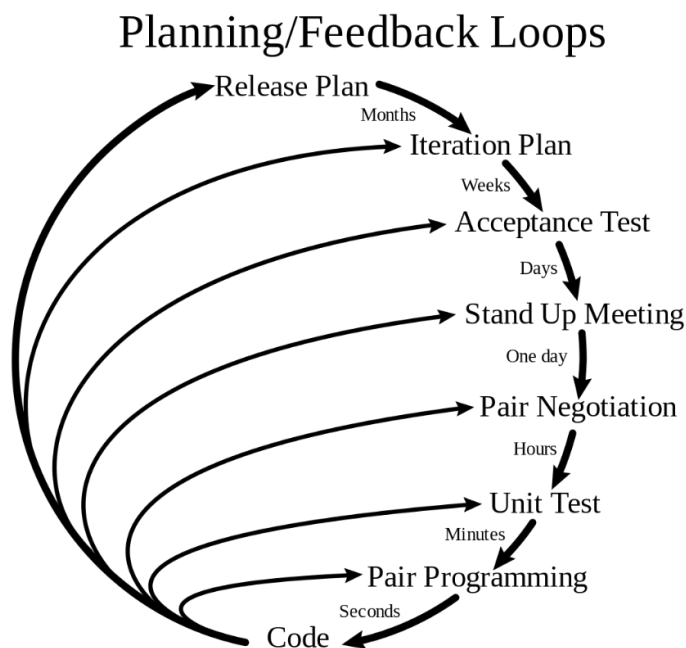 Planning/Feedback Loops
Release Plan
Months
Iteration Plan
Weeks
Acceptance Test
Days
Stand Up Meeting
One day
Pair Negotiation
Hours
Unit Test
Minutes
Pair Programming
Seconds
Code